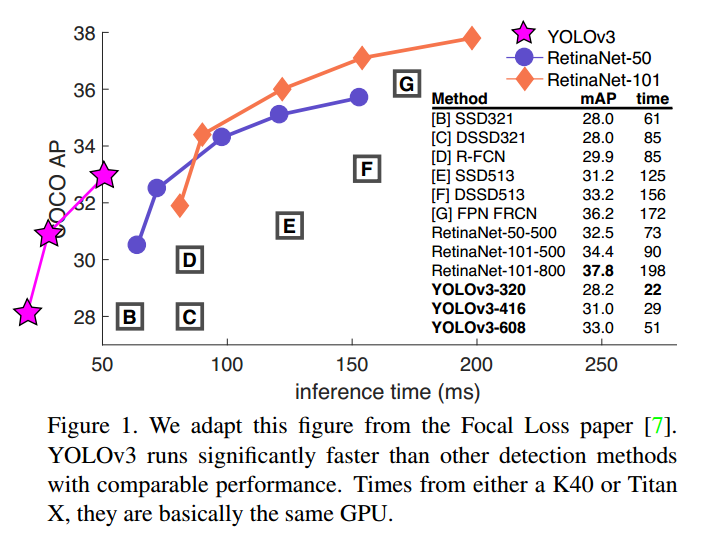 38
36
34
32
30
28
COCO AP
50
100
150
200
250
inference time (ms)
B
C
D
E
F
G
YOLOv3
RetinaNet-50
RetinaNet-101
Method mAP time
[B] SSD321 28.0 61
[C] DSSD321 28.0 85
[D] R-FCN 29.9 85
[E] SSD513 31.2 125
[F] DSSD513 33.2 156
[G] FPN FRCN 36.2 172
RetinaNet-50-500 32.5 73
RetinaNet-101-500 34.4 90
RetinaNet-101-800 37.8 198
YOLOv3-320 28.2 22
YOLOv3-416 31.0 29
YOLOv3-608 33.0 51
Figure 1. We adapt this figure from the Focal Loss paper [7].
YOLOv3 runs significantly faster than other detection methods
with comparable performance. Times from either a K40 or Titan
X, they are basically the same GPU.